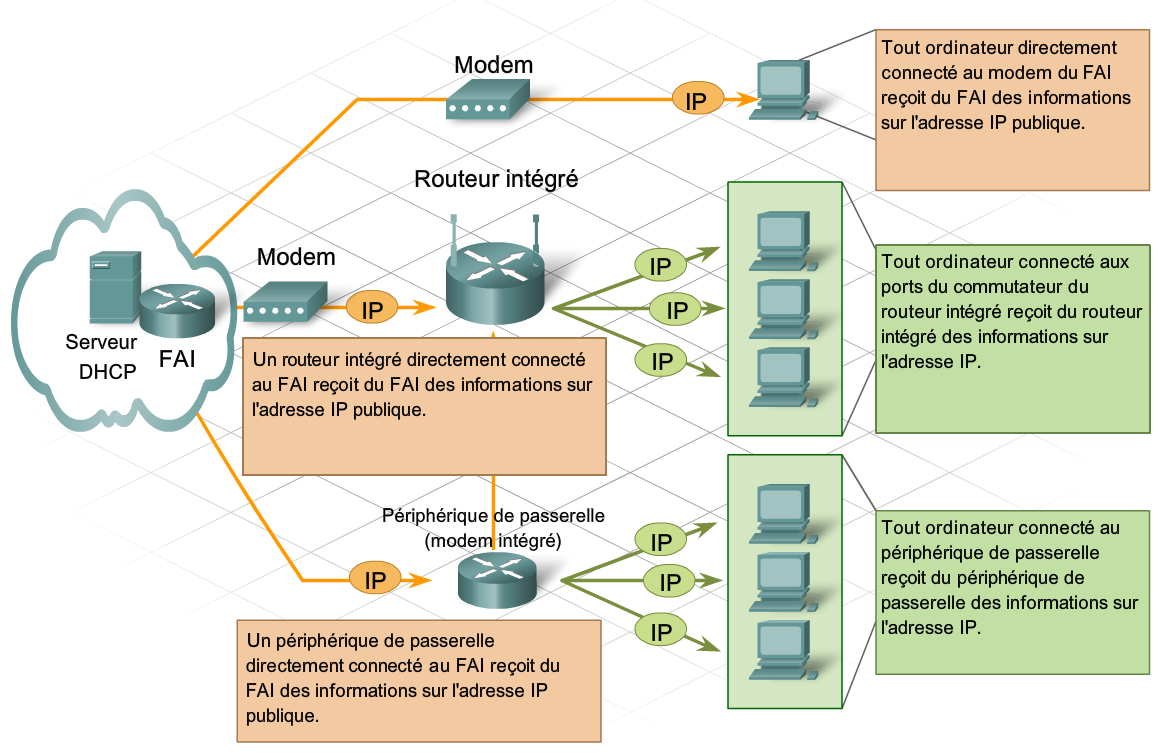 Modem
IP
Tout ordinateur directement
connecté au modem du FAI
reçoit du FAI des informations
sur l'adresse IP publique.
Routeur intégré
Modem
IP
Serveur
DHCP
FAI
IP
IP
IP
Tout ordinateur connecté aux
ports du commutateur du
routeur intégré reçoit du routeur
intégré des informations sur
l'adresse IP.
Un routeur intégré directement connecté
au FAI reçoit du FAI des informations sur
l'adresse IP publique.
Périphérique de passerelle
(modem intégré)
IP
IP
IP
IP
Tout ordinateur connecté au
périphérique de passerelle
reçoit du périphérique de
passerelle des informations sur
l'adresse IP.
Un périphérique de passerelle
directement connecté au FAI reçoit du
FAI des informations sur l'adresse IP
publique.